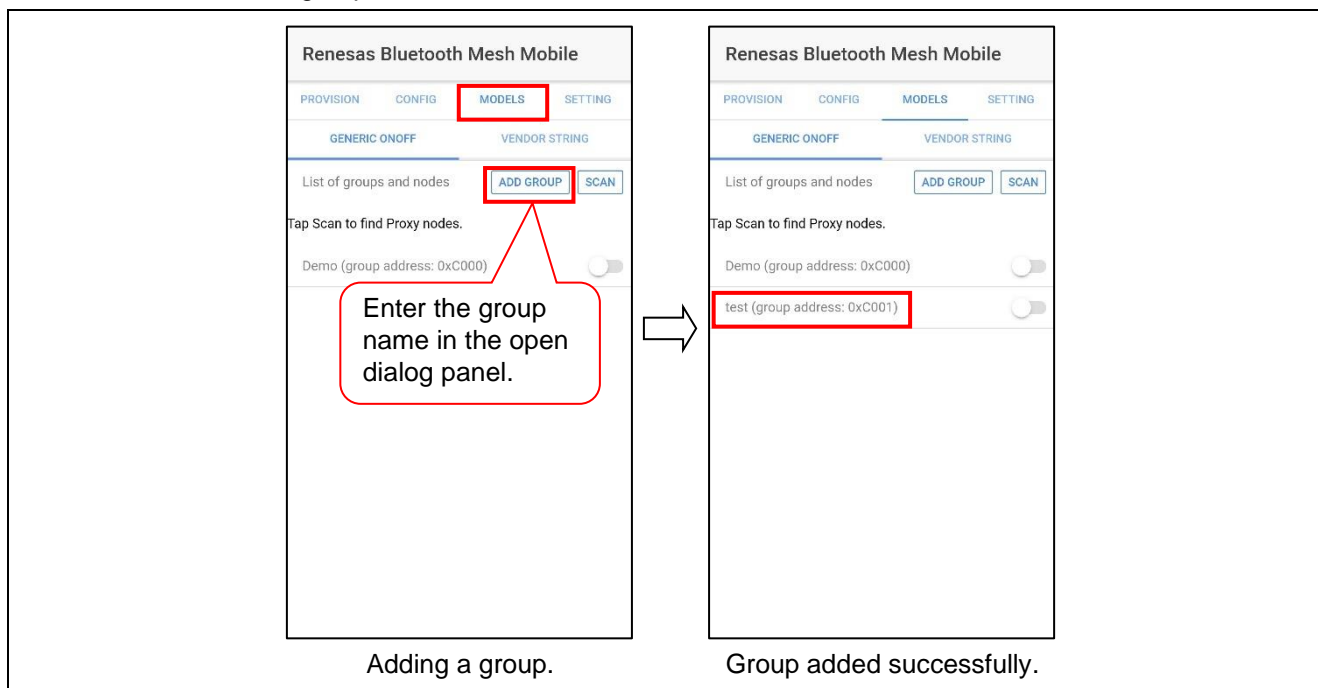 Renesas Bluetooth Mesh Mobile
PROVISION CONFIG MODELS SETTING
GENERIC ONOFF VENDOR STRING
List of groups and nodes ADD GROUP SCAN
Tap Scan to find Proxy nodes.
Demo (group address: 0xC000)
Enter the group
name in the open
dialog panel.
Adding a group.
Renesas Bluetooth Mesh Mobile
PROVISION CONFIG MODELS SETTING
GENERIC ONOFF VENDOR STRING
List of groups and nodes ADD GROUP SCAN
Tap Scan to find Proxy nodes.
Demo (group address: 0xC000)
test (group address: 0xC001)
Group added successfully.